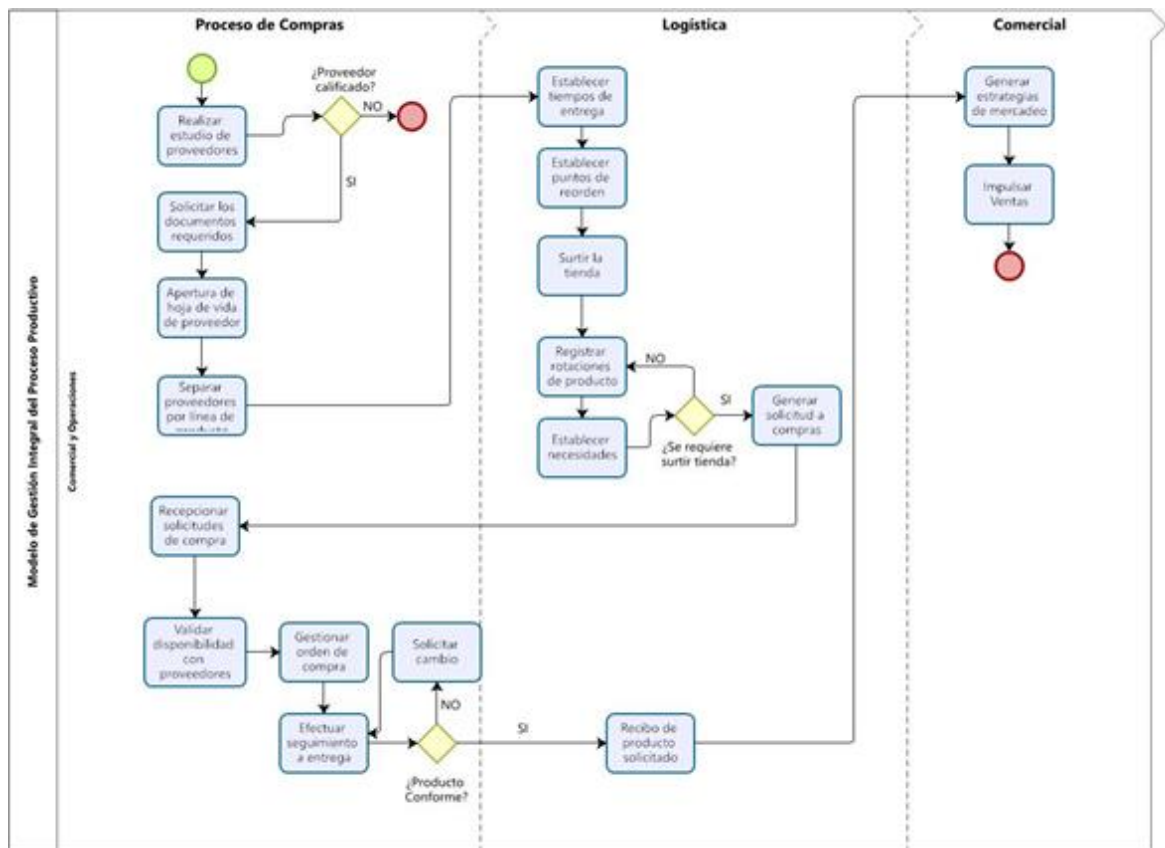 Proceso de Compras
Logística
Comercial
Modelo de Gestión Integral del Proceso Productivo
Comercial y Operaciones
Realizar
estudio de
proveedores
¿Proveedor
calificado?
NO
SI
Solicitar los
documentos
requeridos
Apertura de
hoja de vida
de proveedor
Separar
proveedores
por línea de
producto
Establecer
tiempos de
entrega
Establecer
puntos de
reorden
Surtir la
tienda
Registrar
rotaciones
de producto
Establecer
necesidades
NO
SI
¿Se requiere
surtir tienda?
Generar
solicitud a
compras
Recepcionar
solicitudes
de compra
Validar
disponibilidad
con
proveedores
Gestionar
orden de
compra
Efectuar
seguimiento
a entrega
Solicitar
cambio
NO
¿Producto
Conforme?
SI
Recibo de
producto
solicitado
Generar
estrategias
de mercadeo
Impulsar
Ventas